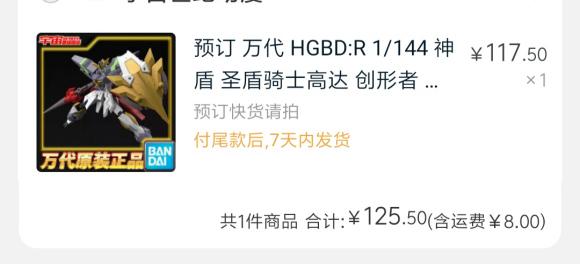 预订 万代 HGBD:R 1/144 神
盾 圣盾骑士高达 创形者 ...
¥117.50
×1
预订快货请拍
付尾款后,7天内发货
万代原装正品
BAN
DAI
共1件商品 合计:¥125.50(含运费¥8.00)